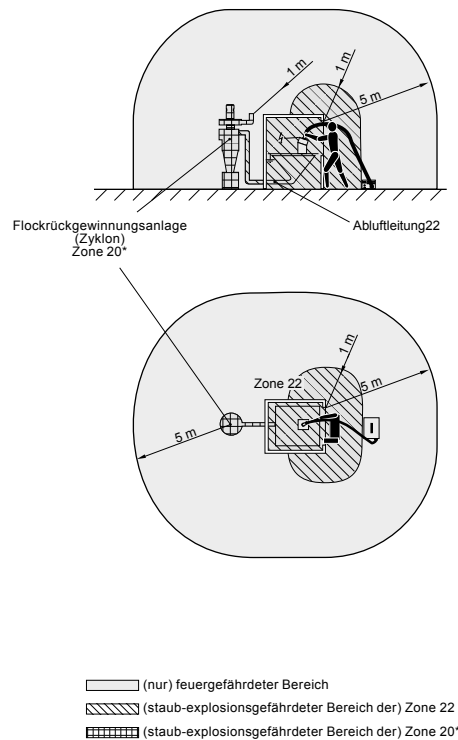 1 m
1 m
5 m
Flockrückgewinnungsanlage
(Zyklon)
Zone 20*
Abluftleitung22
Zone 22
1 m
5 m
5 m
(nur) feuergefährdeter Bereich
(staub-explosionsgefährdeter Bereich der) Zone 22
(staub-explosionsgefährdeter Bereich der) Zone 20*